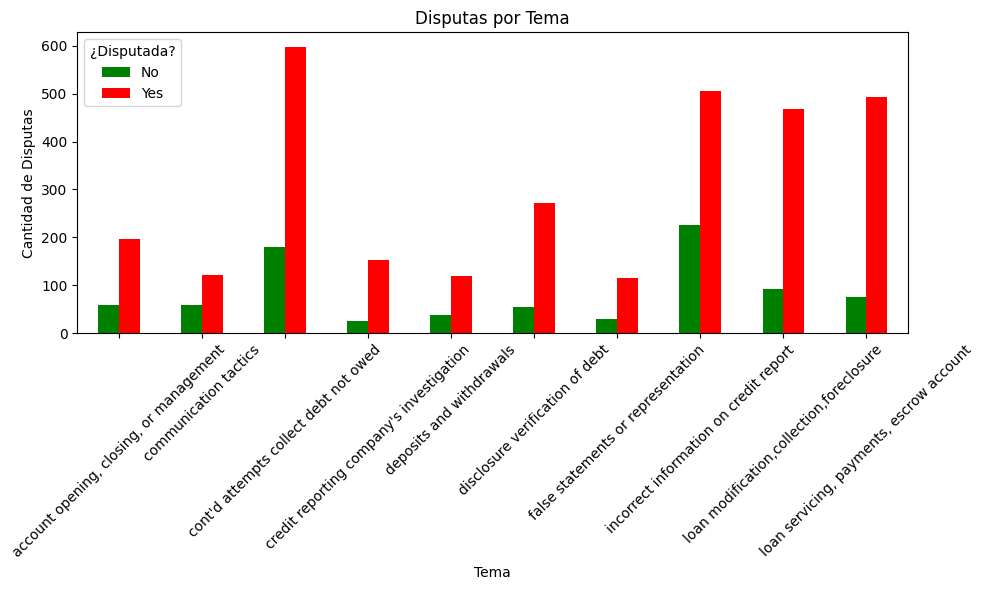 Disputas por Tema
¿Disputada?
No
Yes
Cantidad de Disputas
600
500
400
300
200
100
0
account opening, closing, or management
communication tactics
cont'd attempts collect debt not owed
credit reporting company's investigation
deposits and withdrawals
disclosure verification of debt
false statements or representation
incorrect information on credit report
loan modification,collection,foreclosure
loan servicing, payments, escrow account
Tema